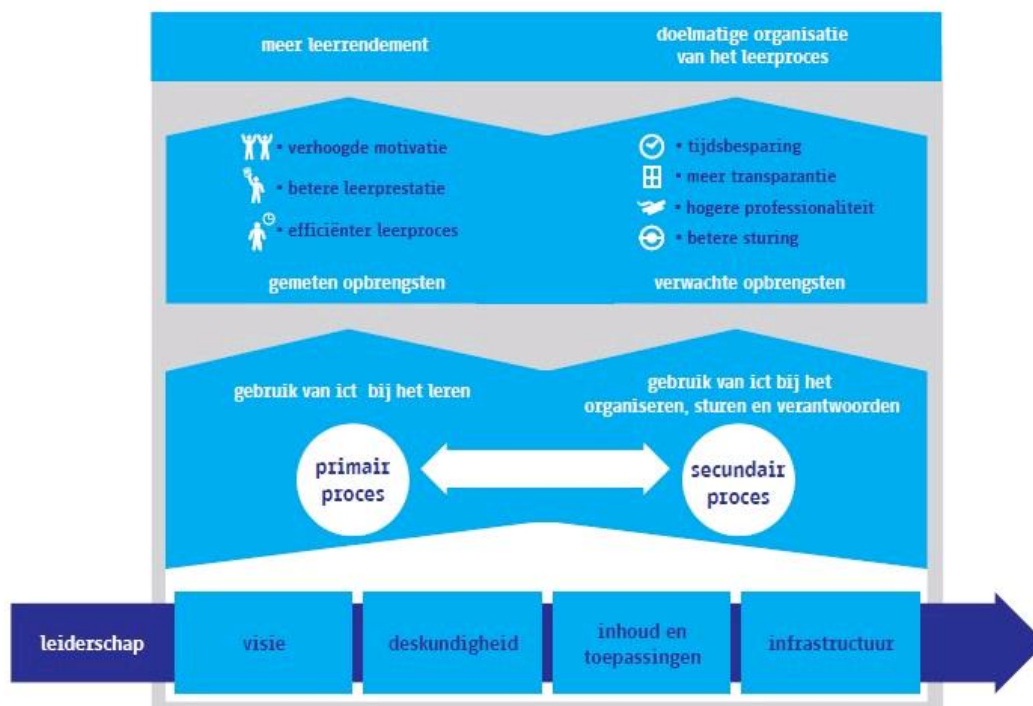 meer leerrendement
doelmatige organisatie
van het leerproces
• verhoogde motivatie
• betere leerprestatie
• efficiënter leerproces
gemeten opbrengsten
• tijdsbesparing
• meer transparantie
• hogere professionaliteit
• betere sturing
verwachte opbrengsten
gebruik van ict bij het leren
gebruik van ict bij het
organiseren, sturen en verantwoorden
primair
proces
secundair
proces
leiderschap
visie
deskundigheid
inhoud en
toepassingen
infrastructuur